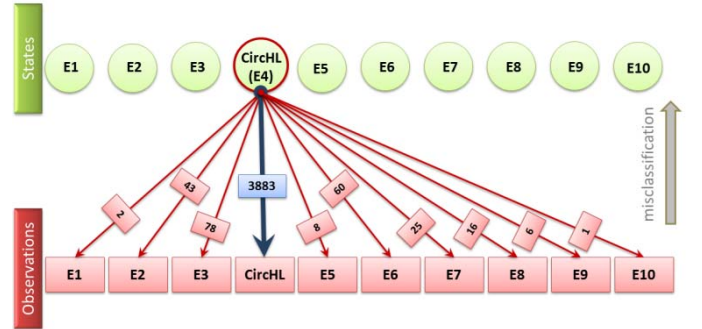 States
E1 E2 E3 CircHL (E4) E5 E6 E7 E8 E9 E10
misclassification
2 43 78 3883 8 60 25 16 6 1
Observations
E1 E2 E3 CircHL E5 E6 E7 E8 E9 E10